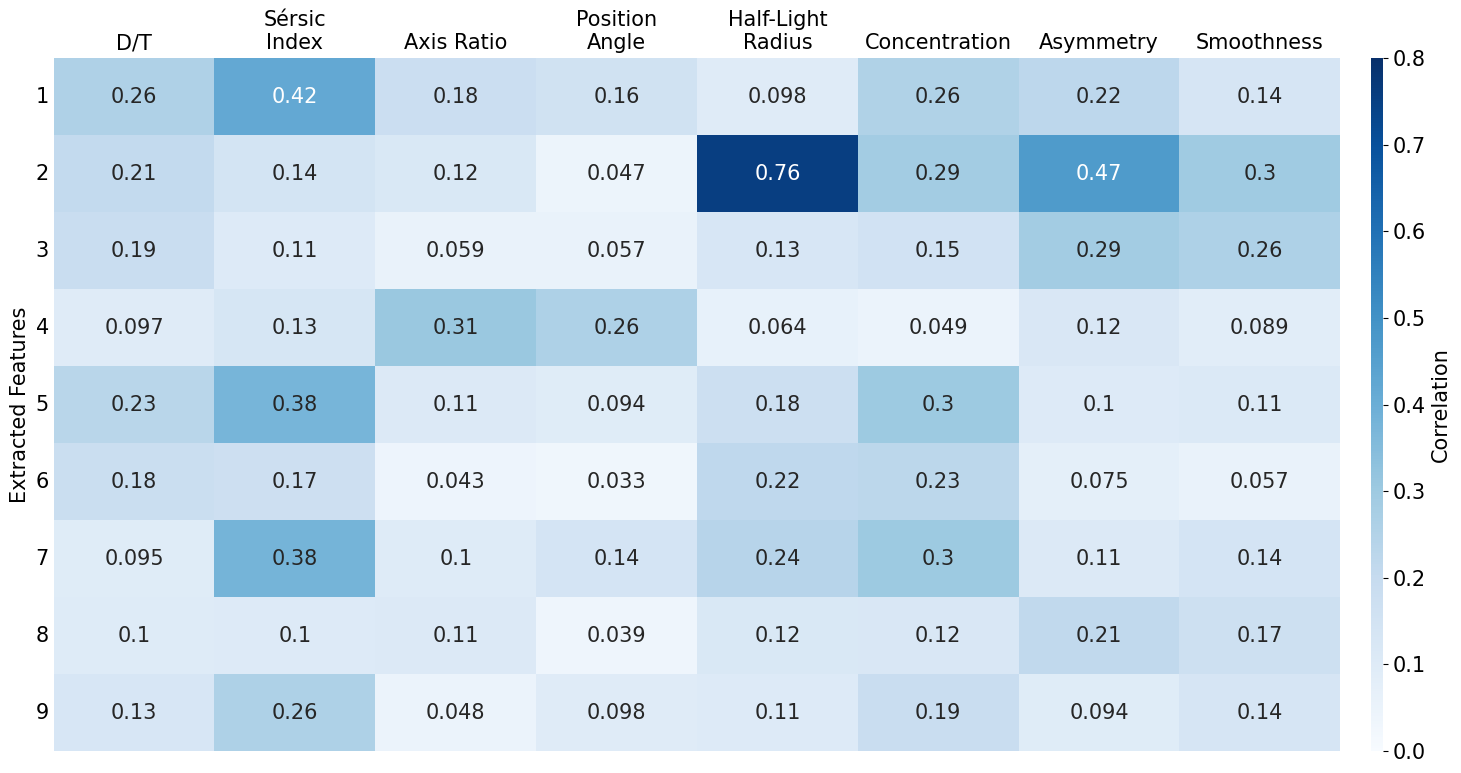 D/T Sérsic Index Axis Ratio Position Angle Half-Light Radius Concentration Asymmetry Smoothness
1 0.26 0.42 0.18 0.16 0.098 0.26 0.22 0.14
2 0.21 0.14 0.12 0.047 0.76 0.29 0.47 0.3
3 0.19 0.11 0.059 0.057 0.13 0.15 0.29 0.26
4 0.097 0.13 0.31 0.26 0.064 0.049 0.12 0.089
5 0.23 0.38 0.11 0.094 0.18 0.3 0.1 0.11
6 0.18 0.17 0.043 0.033 0.22 0.23 0.075 0.057
7 0.095 0.38 0.1 0.14 0.24 0.3 0.11 0.14
8 0.1 0.1 0.11 0.039 0.12 0.12 0.21 0.17
9 0.13 0.26 0.048 0.098 0.11 0.19 0.094 0.14
Extracted Features
0.8
0.7
0.6
0.5
0.4
0.3
0.2
0.1
0.0
Correlation